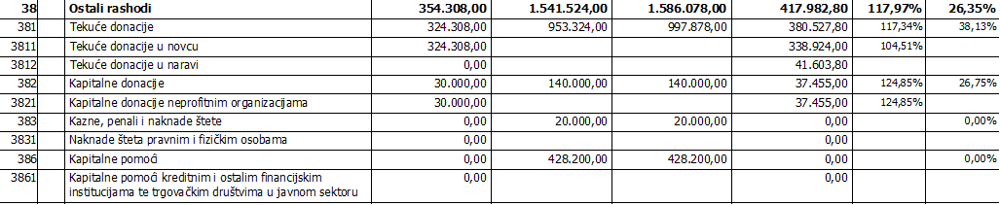 38 Ostali rashodi 354.308,00 1.541.524,00 1.586.078,00 417.982,80 117,97% 26,35%
381 Tekuće donacije 324.308,00 953.324,00 997.878,00 380.527,80 117,34% 38,13%
3811 Tekuće donacije u novcu 324.308,00 338.924,00 104,51%
3812 Tekuće donacije u naravi 0,00 41.603,80
382 Kapitalne donacije 30.000,00 140.000,00 140.000,00 37.455,00 124,85% 26,75%
3821 Kapitalne donacije neprofitnim organizacijama 30.000,00 37.455,00 124,85%
383 Kazne, penali i naknade štete 0,00 20.000,00 20.000,00 0,00 0,00%
3831 Naknade šteta pravnim i fizičkim osobama 0,00 0,00
386 Kapitalne pomoći 0,00 428.200,00 428.200,00 0,00 0,00%
3861 Kapitalne pomoći kreditnim i ostalim financijskim 0,00 0,00
institucijama te trgovačkim društvima u javnom sektoru